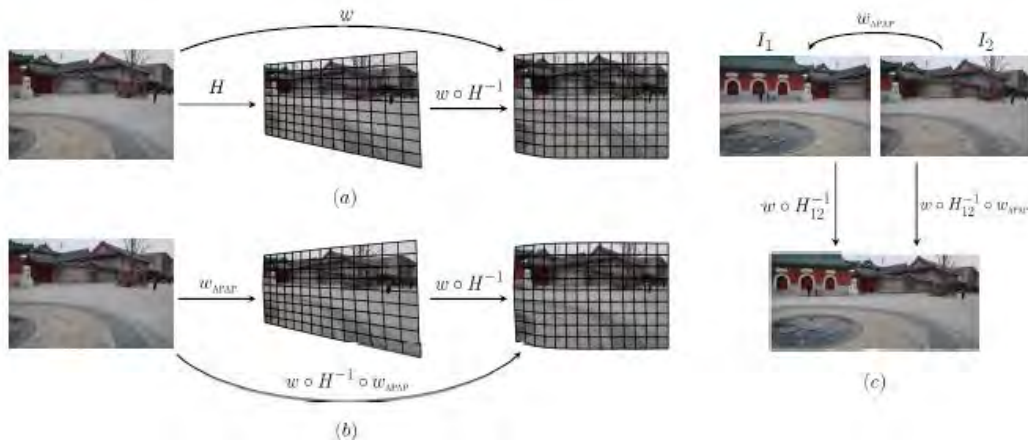 w
H
w ∘ H⁻¹
(a)
w_APAP
w ∘ H⁻¹
w ∘ H⁻¹ ∘ w_APAP
(b)
w_APAP
I₁
I₂
w ∘ H₁₂⁻¹
w ∘ H₁₂⁻¹ ∘ w_APAP
(c)